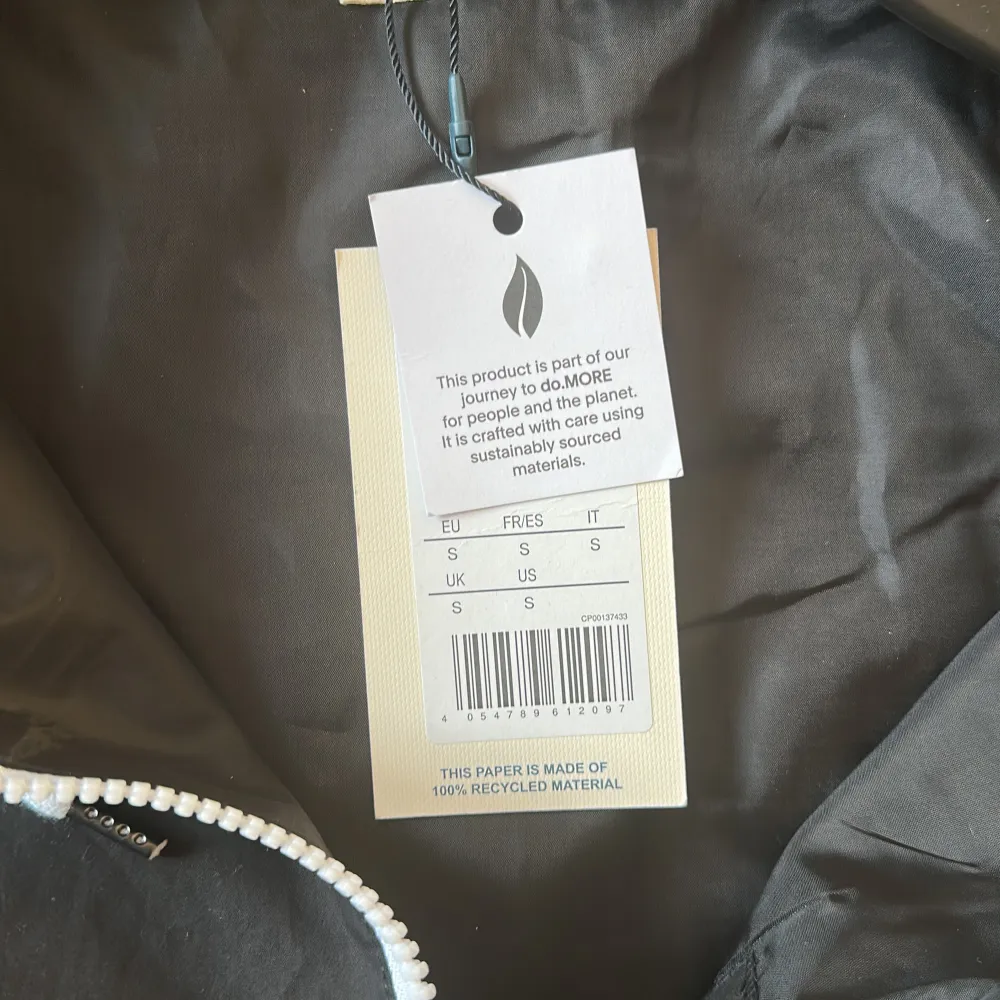 This product is part of our
journey to do.MORE
for people and the planet.
It is crafted with care using
sustainably sourced
materials.
EU FR/ES IT
S S S
UK US
S S
CP00137433
4 054789 612097
THIS PAPER IS MADE OF
100% RECYCLED MATERIAL